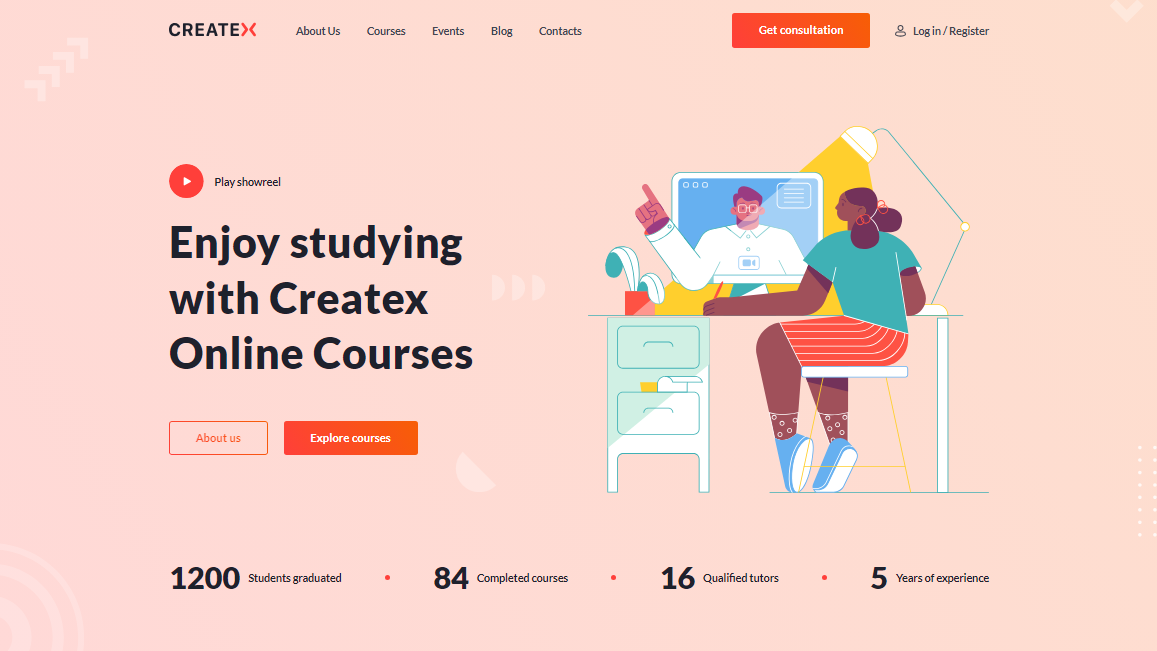 CREATEX
About Us
Courses
Events
Blog
Contacts
Get consultation
Log in / Register
Play showreel
Enjoy studying
with Createx
Online Courses
About us
Explore courses
1200 Students graduated
84 Completed courses
16 Qualified tutors
5 Years of experience